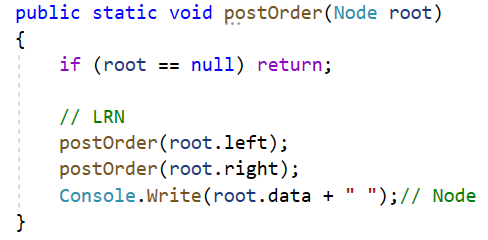 public static void postOrder(Node root)
{
    if (root == null) return;

    // LRN
    postOrder(root.left);
    postOrder(root.right);
    Console.Write(root.data + " ");// Node
}